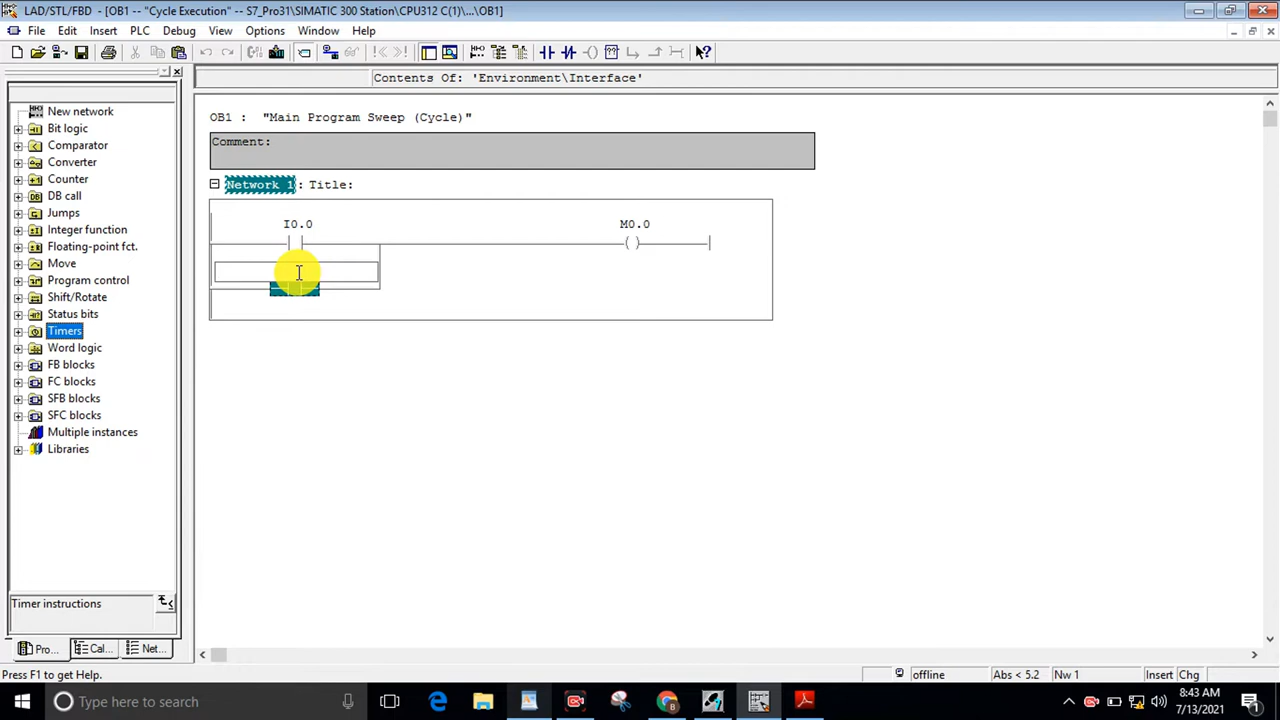 LAD/STL/FBD - [OB1 -- "Cycle Execution" -- S7_Pro31\SIMATIC 300 Station\CPU312 C(1)\...\OB1]
File Edit Insert PLC Debug View Options Window Help
Contents Of: 'Environment\Interface'
New network
Bit logic
Comparator
Converter
Counter
DB call
Jumps
Integer function
Floating-point fct.
Move
Program control
Shift/Rotate
Status bits
Timers
Word logic
FB blocks
FC blocks
SFB blocks
SFC blocks
Multiple instances
Libraries
Timer instructions
Pro... Cal... Net...
OB1 : "Main Program Sweep (Cycle)"
Comment:
Network 1: Title:
I0.0 M0.0
Press F1 to get Help.
offline Abs < 5.2 Nw 1 Insert Chg
Type here to search
8:43 AM
7/13/2021